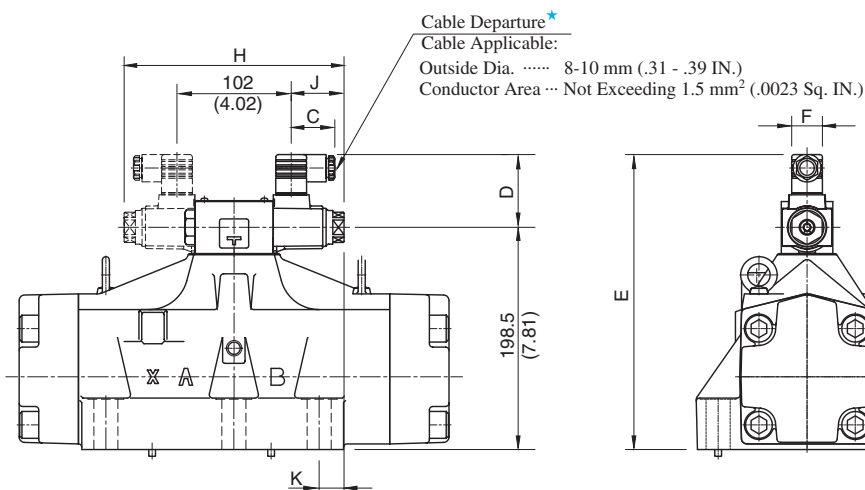 Cable Departure★
Cable Applicable:
Outside Dia. ······ 8-10 mm (.31 - .39 IN.)
Conductor Area ··· Not Exceeding 1.5 mm² (.0023 Sq. IN.)
H
102
(4.02)
J
C
F
D
E
198.5
(7.81)
X A B
K